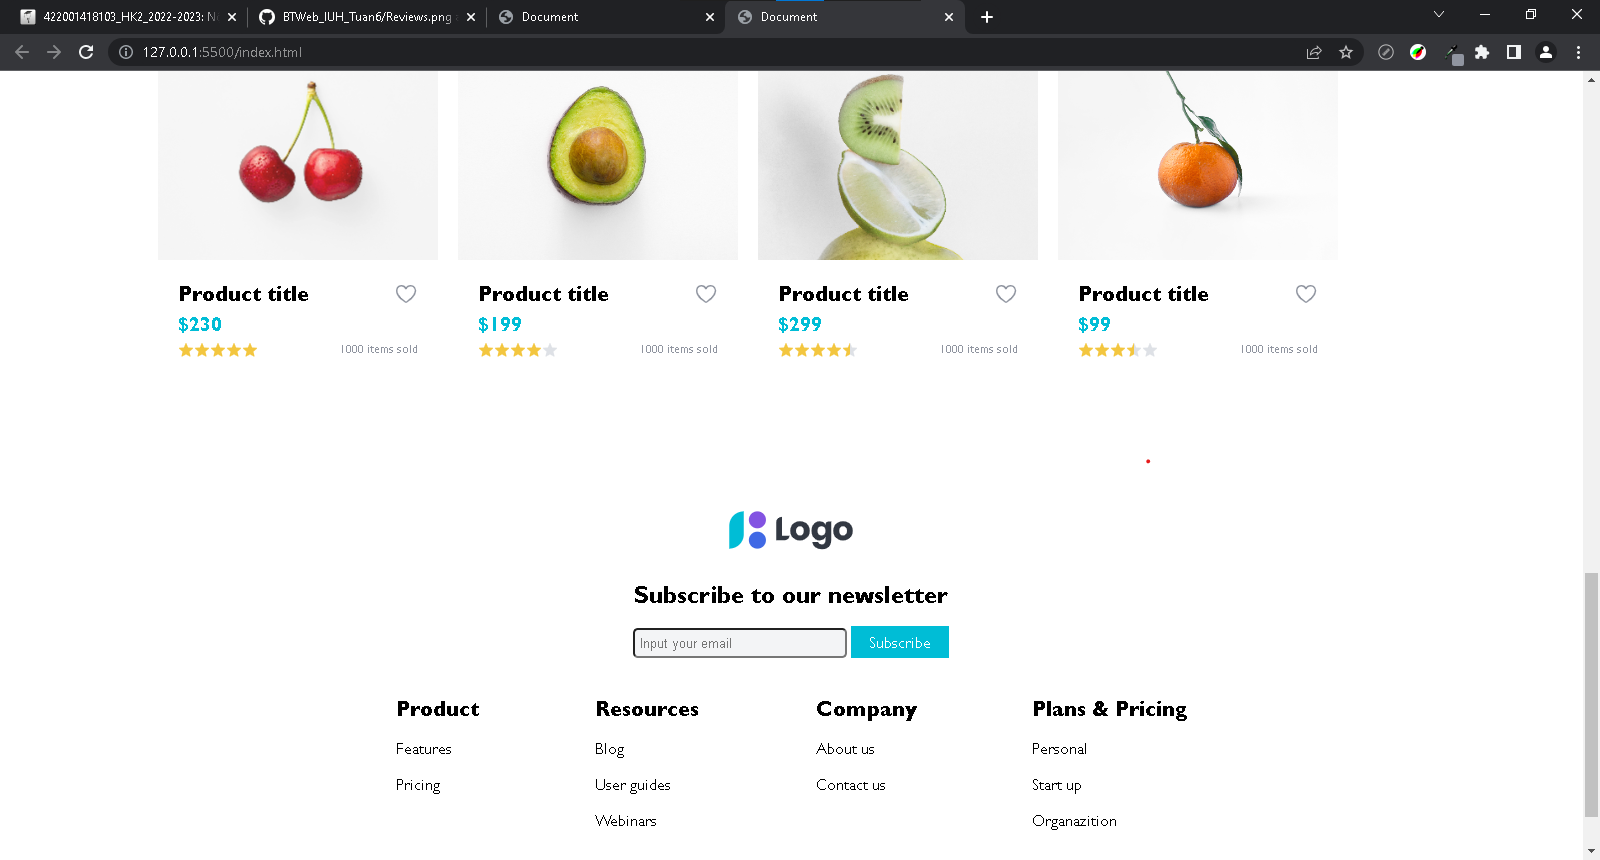 422001418103_HK2_2022-2023:
BTWeb_IUH_Tuan6/Reviews.png
Document
Document
127.0.0.1:5500/index.html
Product title
$230
1000 items sold
Product title
$199
1000 items sold
Product title
$299
1000 items sold
Product title
$99
1000 items sold
Logo
Subscribe to our newsletter
Input your email
Subscribe
Product
Features
Pricing
Resources
Blog
User guides
Webinars
Company
About us
Contact us
Plans & Pricing
Personal
Start up
Organazition